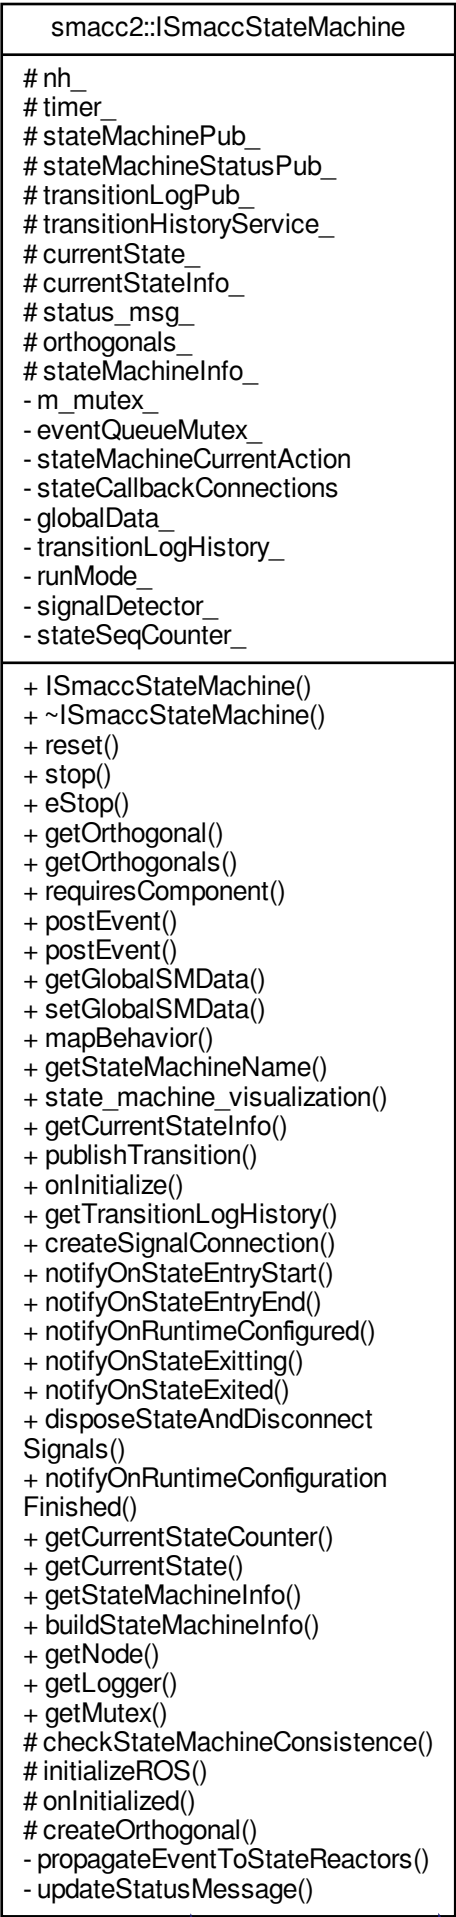 smacc2::ISmaccStateMachine
# nh_
# timer_
# stateMachinePub_
# stateMachineStatusPub_
# transitionLogPub_
# transitionHistoryService_
# currentState_
# currentStateInfo_
# status_msg_
# orthogonals_
# stateMachineInfo_
- m_mutex_
- eventQueueMutex_
- stateMachineCurrentAction
- stateCallbackConnections
- globalData_
- transitionLogHistory_
- runMode_
- signalDetector_
- stateSeqCounter_
+ ISmaccStateMachine()
+ ~ISmaccStateMachine()
+ reset()
+ stop()
+ eStop()
+ getOrthogonal()
+ getOrthogonals()
+ requiresComponent()
+ postEvent()
+ postEvent()
+ getGlobalSMData()
+ setGlobalSMData()
+ mapBehavior()
+ getStateMachineName()
+ state_machine_visualization()
+ getCurrentStateInfo()
+ publishTransition()
+ onInitialize()
+ getTransitionLogHistory()
+ createSignalConnection()
+ notifyOnStateEntryStart()
+ notifyOnStateEntryEnd()
+ notifyOnRuntimeConfigured()
+ notifyOnStateExitting()
+ notifyOnStateExited()
+ disposeStateAndDisconnect
Signals()
+ notifyOnRuntimeConfiguration
Finished()
+ getCurrentStateCounter()
+ getCurrentState()
+ getStateMachineInfo()
+ buildStateMachineInfo()
+ getNode()
+ getLogger()
+ getMutex()
# checkStateMachineConsistence()
# initializeROS()
# onInitialized()
# createOrthogonal()
- propagateEventToStateReactors()
- updateStatusMessage()